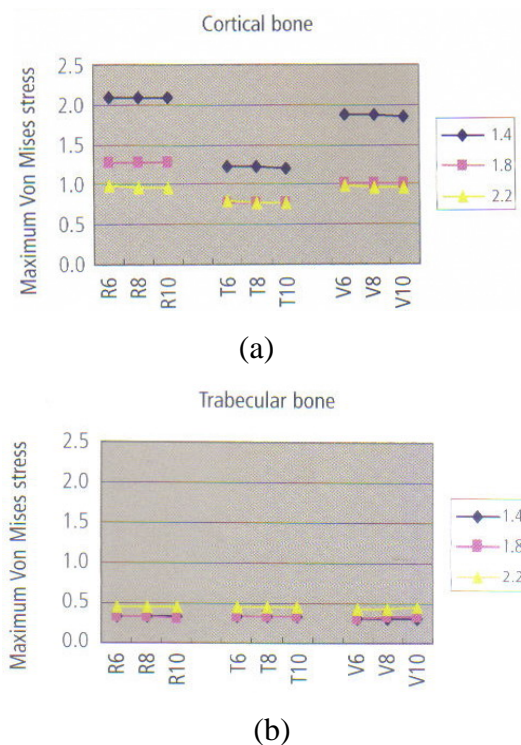 Cortical bone
Maximum Von Mises stress
2.5
2.0
1.5
1.0
0.5
0.0
R6
R8
R10
T6
T8
T10
V6
V8
V10
1.4
1.8
2.2
(a)
Trabecular bone
Maximum Von Mises stress
2.5
2.0
1.5
1.0
0.5
0.0
R6
R8
R10
T6
T8
T10
V6
V8
V10
1.4
1.8
2.2
(b)